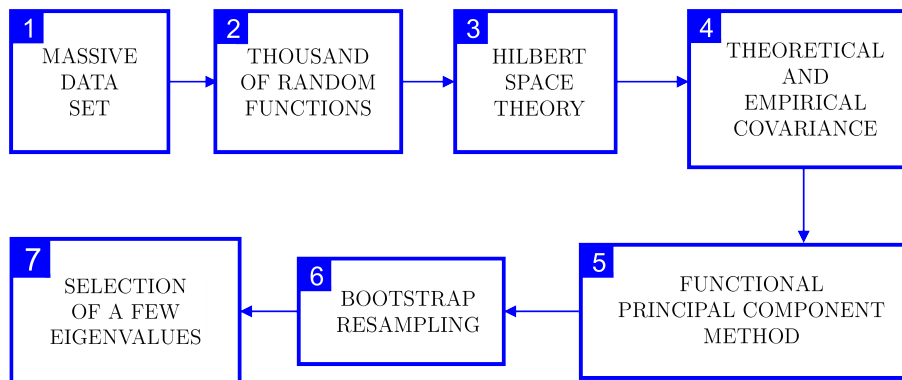 1
MASSIVE
DATA
SET
2
THOUSAND
OF RANDOM
FUNCTIONS
3
HILBERT
SPACE
THEORY
4
THEORETICAL
AND
EMPIRICAL
COVARIANCE
5
FUNCTIONAL
PRINCIPAL COMPONENT
METHOD
6
BOOTSTRAP
RESAMPLING
7
SELECTION
OF A FEW
EIGENVALUES